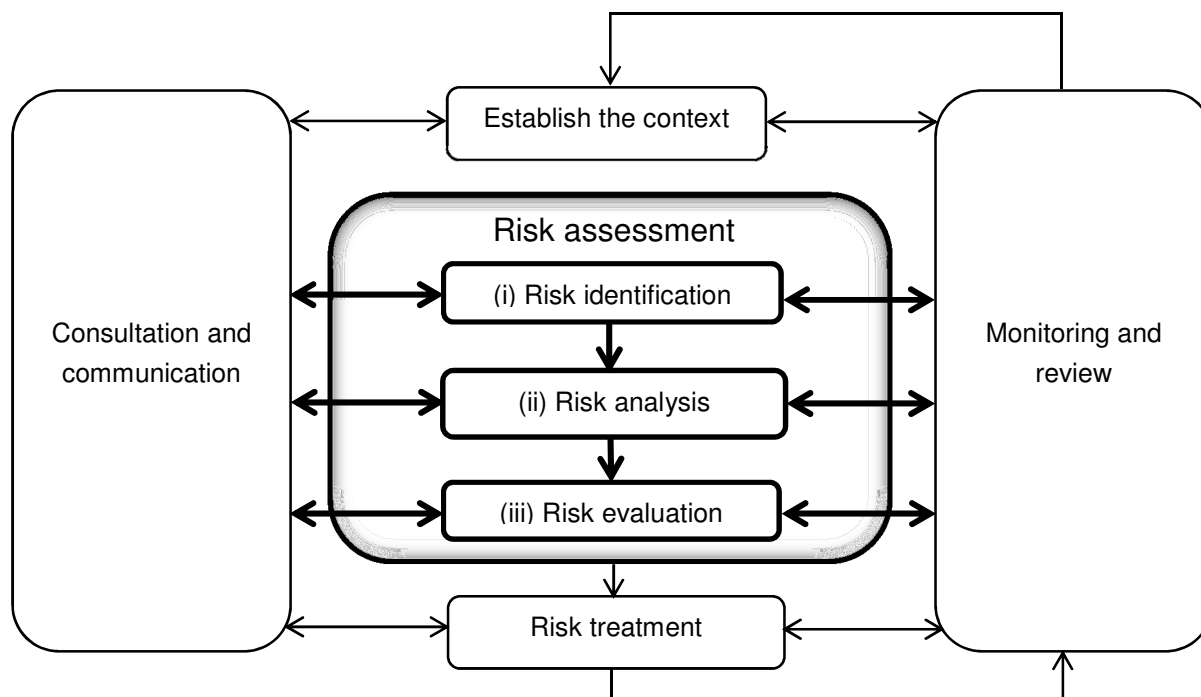 Establish the context
Risk assessment
(i) Risk identification
Consultation and
communication
Monitoring and
review
(ii) Risk analysis
(iii) Risk evaluation
Risk treatment